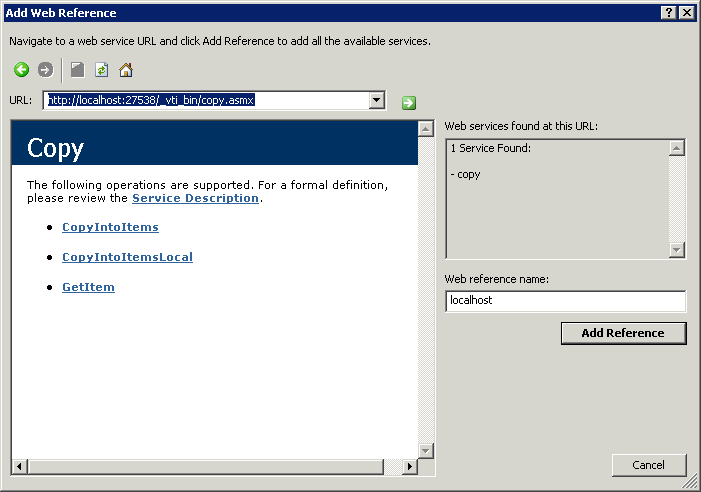 Add Web Reference
Navigate to a web service URL and click Add Reference to add all the available services.
URL: http://localhost:27538/_vti_bin/copy.asmx
Copy
The following operations are supported. For a formal definition,
please review the Service Description.
CopyIntoItems
CopyIntoItemsLocal
GetItem
Web services found at this URL:
1 Service Found:
- copy
Web reference name:
localhost
Add Reference
Cancel